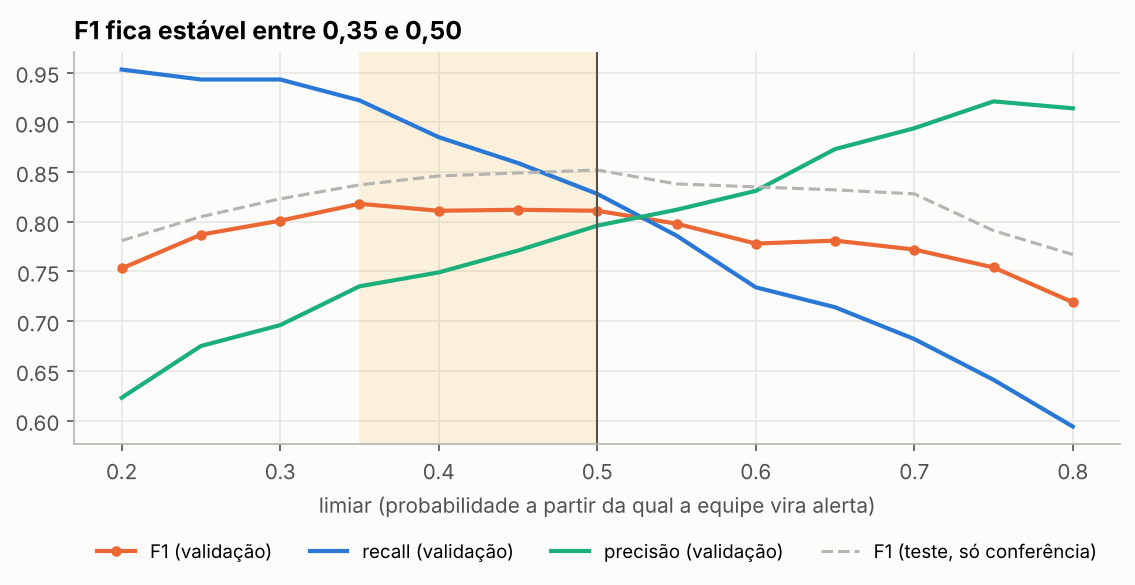 F1 fica estável entre 0,35 e 0,50
0.95
0.90
0.85
0.80
0.75
0.70
0.65
0.60
0.2 0.3 0.4 0.5 0.6 0.7 0.8
limiar (probabilidade a partir da qual a equipe vira alerta)
F1 (validação) recall (validação) precisão (validação) F1 (teste, só conferência)